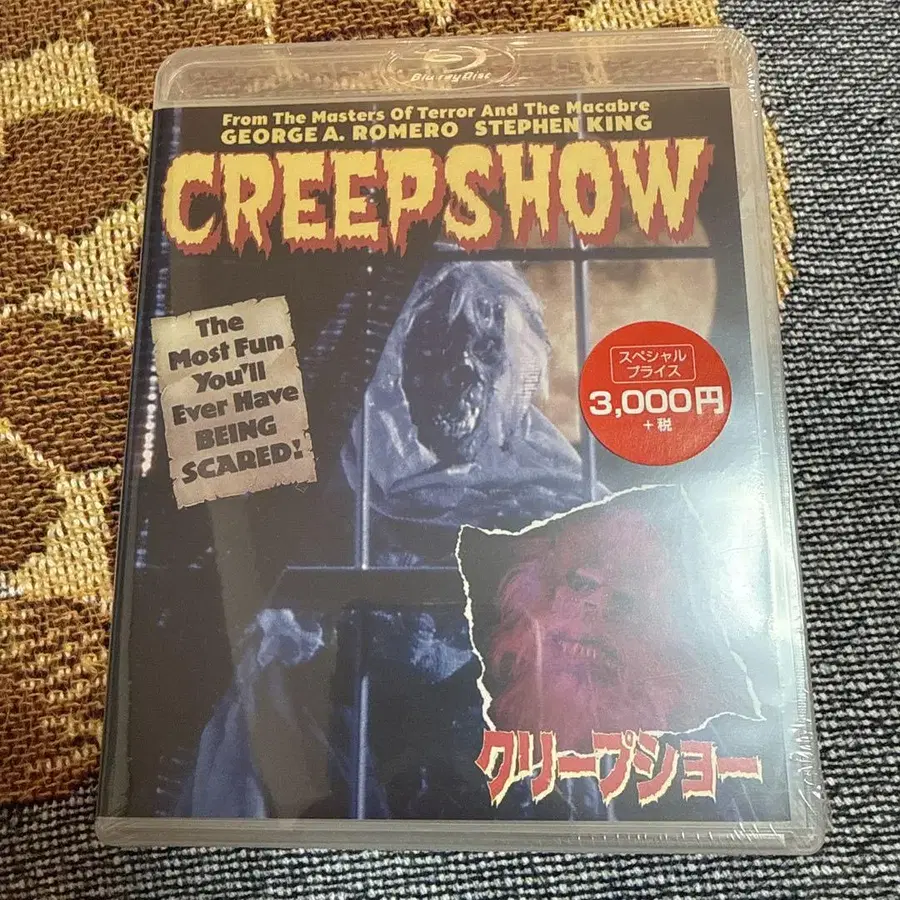 Blu-ray Disc
From The Masters Of Terror And The Macabre
GEORGE A. ROMERO STEPHEN KING
CREEPSHOW
The
Most Fun
You'll
Ever Have
BEING
SCARED!
スペシャル
プライス
3,000円
+税
クリープショー